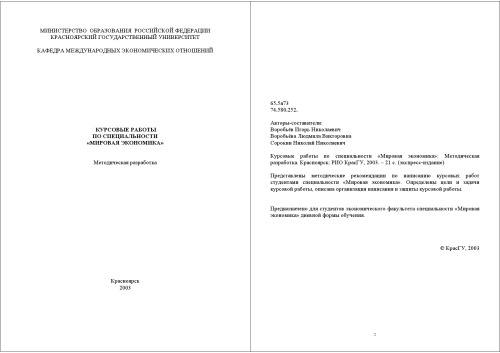 МИНИСТЕРСТВО ОБРАЗОВАНИЯ РОССИЙСКОЙ ФЕДЕРАЦИИ
КРАСНОЯРСКИЙ ГОСУДАРСТВЕННЫЙ УНИВЕРСИТЕТ
КАФЕДРА МЕЖДУНАРОДНЫХ ЭКОНОМИЧЕСКИХ ОТНОШЕНИЙ
КУРСОВЫЕ РАБОТЫ
ПО СПЕЦИАЛЬНОСТИ
«МИРОВАЯ ЭКОНОМИКА»
Методическая разработка
Красноярск
2003
65.5я73
74.580.252.
Авторы-составители:
Воробьёв Игорь Николаевич
Воробьёва Людмила Викторовна
Сорокин Николай Николаевич
Курсовые работы по специальности «Мировая экономика»: Методическая
разработка. Красноярск: РИО КрасГУ, 2003. – 21 с. (экспресс-издание)
Представлены методические рекомендации по написанию курсовых работ
студентами специальности «Мировая экономика». Определены цели и задачи
курсовой работы, описана организация написания и защиты курсовой работы.
Предназначено для студентов экономического факультета специальности «Мировая
экономика» дневной формы обучения.
© КрасГУ, 2003
2